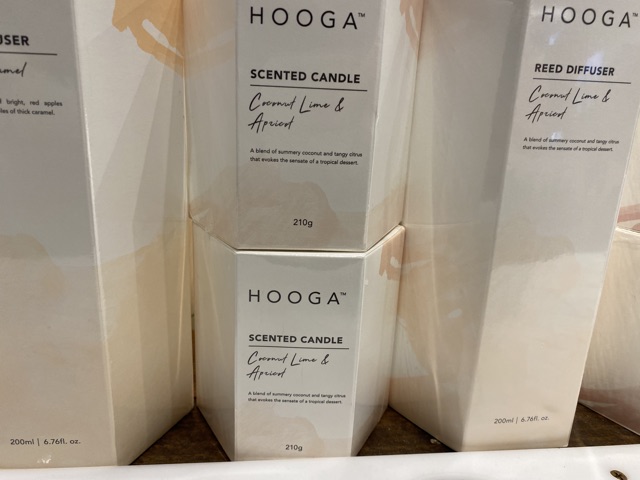 USER
amel
bright, red apples
les of thick caramel.
200ml | 6.76fl. oz.
HOOGA™
SCENTED CANDLE
Coconut Lime &
Apricot
A blend of summery coconut and tangy citrus
that evokes the sensate of a tropical dessert.
210g
HOOGA™
SCENTED CANDLE
Coconut Lime &
Apricot
A blend of summery coconut and tangy citrus
that evokes the sensate of a tropical dessert.
210g
HOOGA™
REED DIFFUSER
Coconut Lime &
Apricot
A blend of summery coconut and tangy citrus
that evokes the sensate of a tropical dessert.
200ml | 6.76fl. oz.